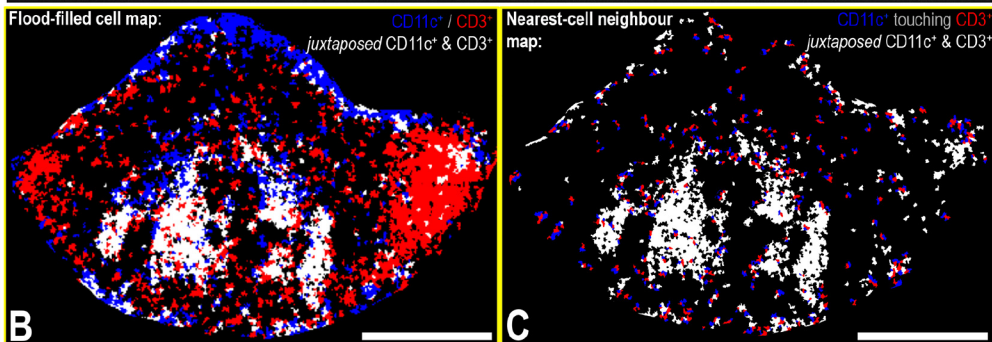 Flood-filled cell map:
CD11c⁺ / CD3⁺
juxtaposed CD11c⁺ & CD3⁺
B
Nearest-cell neighbour
map:
CD11c⁺ touching CD3⁺
juxtaposed CD11c⁺ & CD3⁺
C